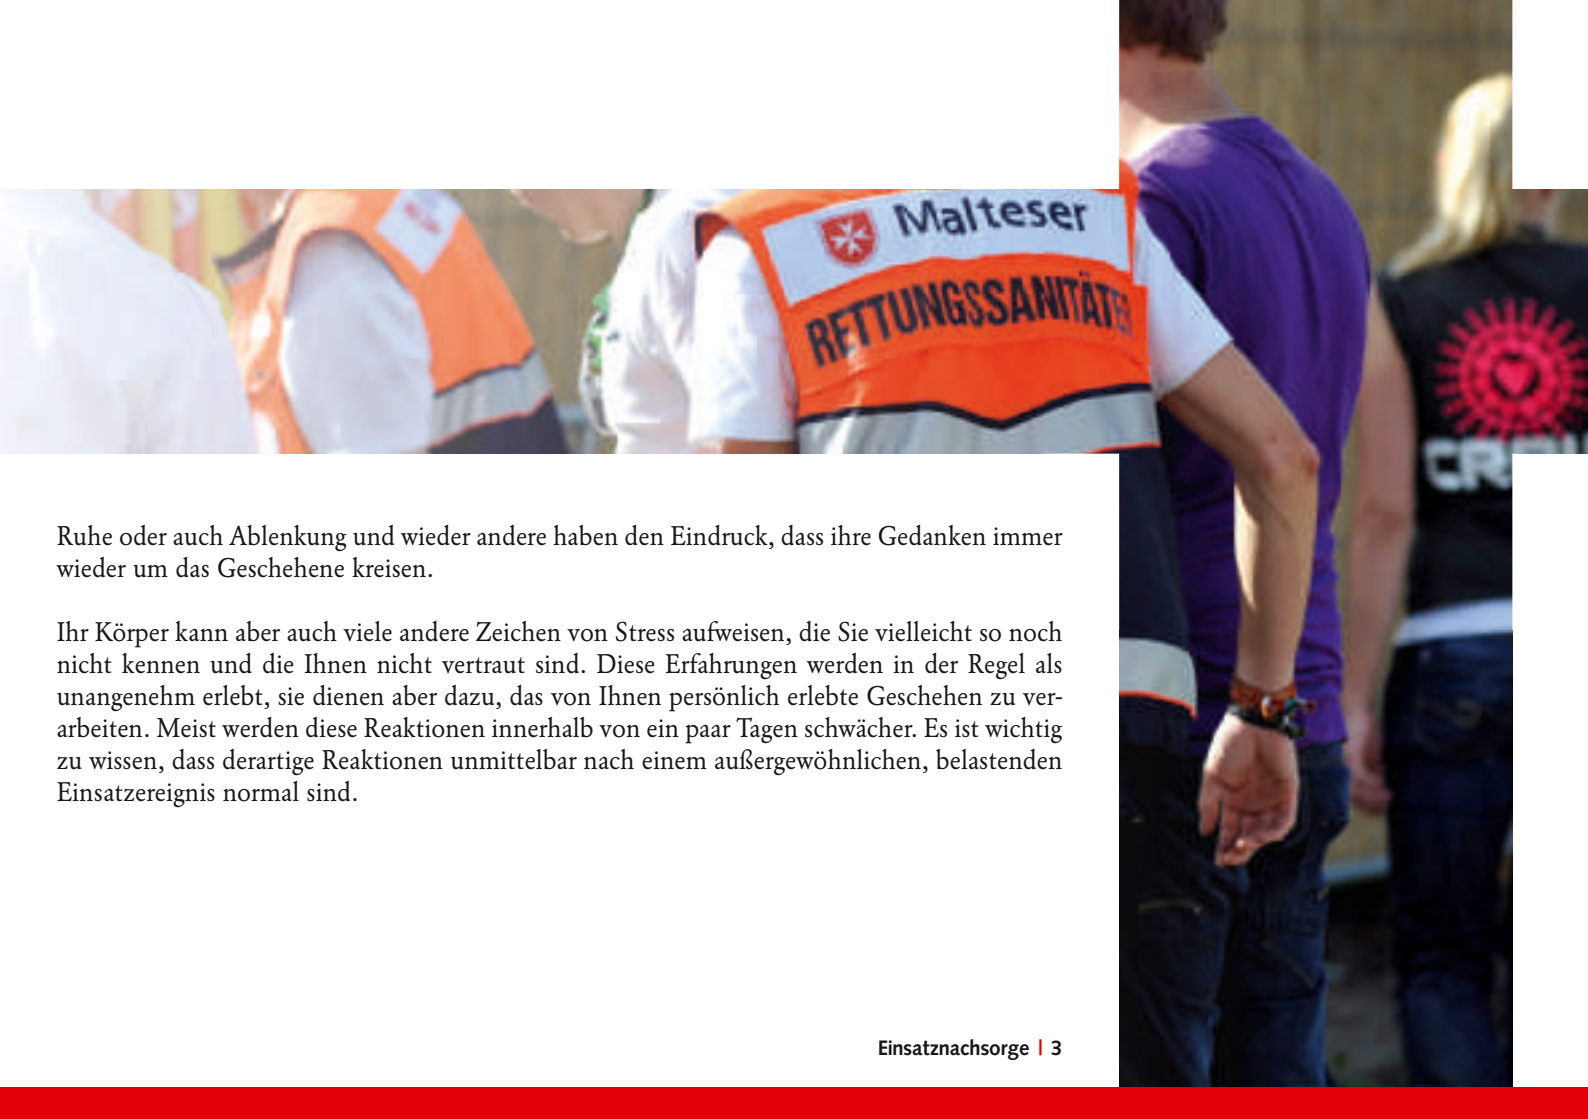 Malteser
RETTUNGSSANITÄTER
Ruhe oder auch Ablenkung und wieder andere haben den Eindruck, dass ihre Gedanken immer
wieder um das Geschehene kreisen.
Ihr Körper kann aber auch viele andere Zeichen von Stress aufweisen, die Sie vielleicht so noch
nicht kennen und die Ihnen nicht vertraut sind. Diese Erfahrungen werden in der Regel als
unangenehm erlebt, sie dienen aber dazu, das von Ihnen persönlich erlebte Geschehen zu ver-
arbeiten. Meist werden diese Reaktionen innerhalb von ein paar Tagen schwächer. Es ist wichtig
zu wissen, dass derartige Reaktionen unmittelbar nach einem außergewöhnlichen, belastenden
Einsatzereignis normal sind.
Einsatznachsorge | 3